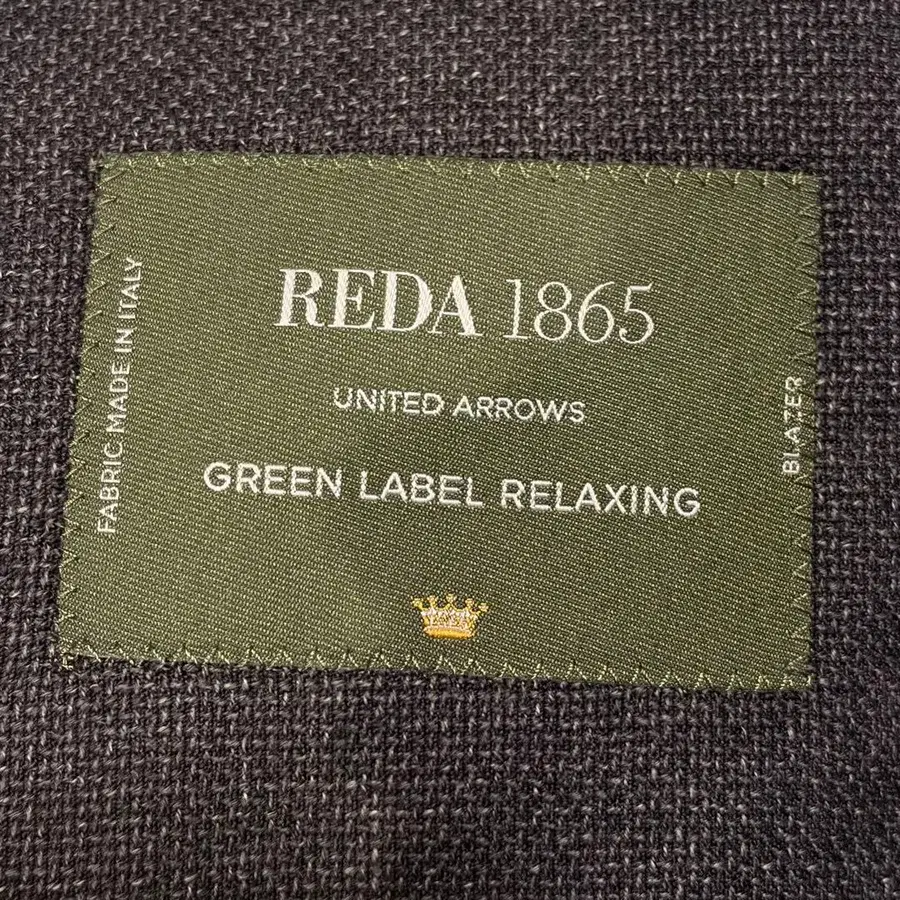 REDA 1865
UNITED ARROWS
GREEN LABEL RELAXING
FABRIC MADE IN ITALY
BLAZER